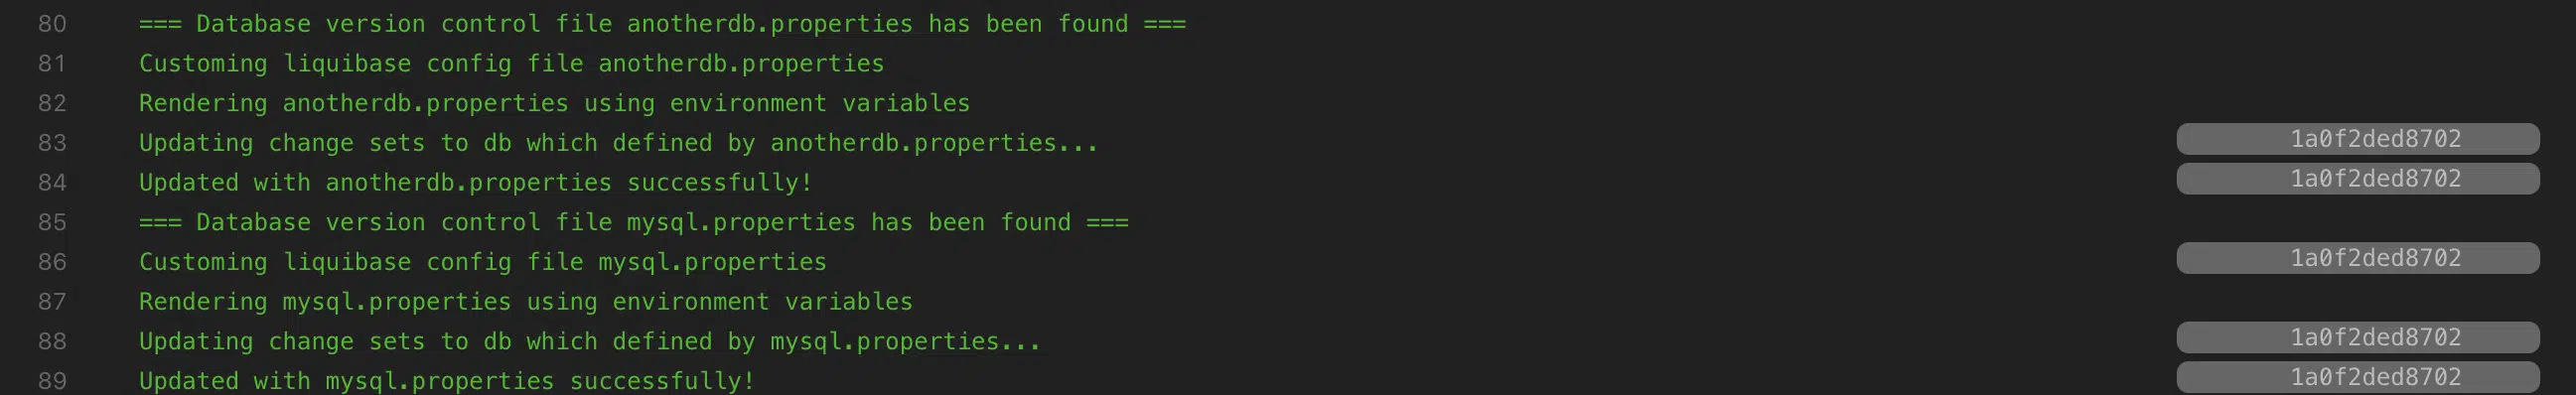 80 === Database version control file anotherdb.properties has been found ===
81 Customing liquibase config file anotherdb.properties
82 Rendering anotherdb.properties using environment variables
83 Updating change sets to db which defined by anotherdb.properties... 1a0f2ded8702
84 Updated with anotherdb.properties successfully! 1a0f2ded8702
85 === Database version control file mysql.properties has been found ===
86 Customing liquibase config file mysql.properties 1a0f2ded8702
87 Rendering mysql.properties using environment variables
88 Updating change sets to db which defined by mysql.properties... 1a0f2ded8702
89 Updated with mysql.properties successfully! 1a0f2ded8702